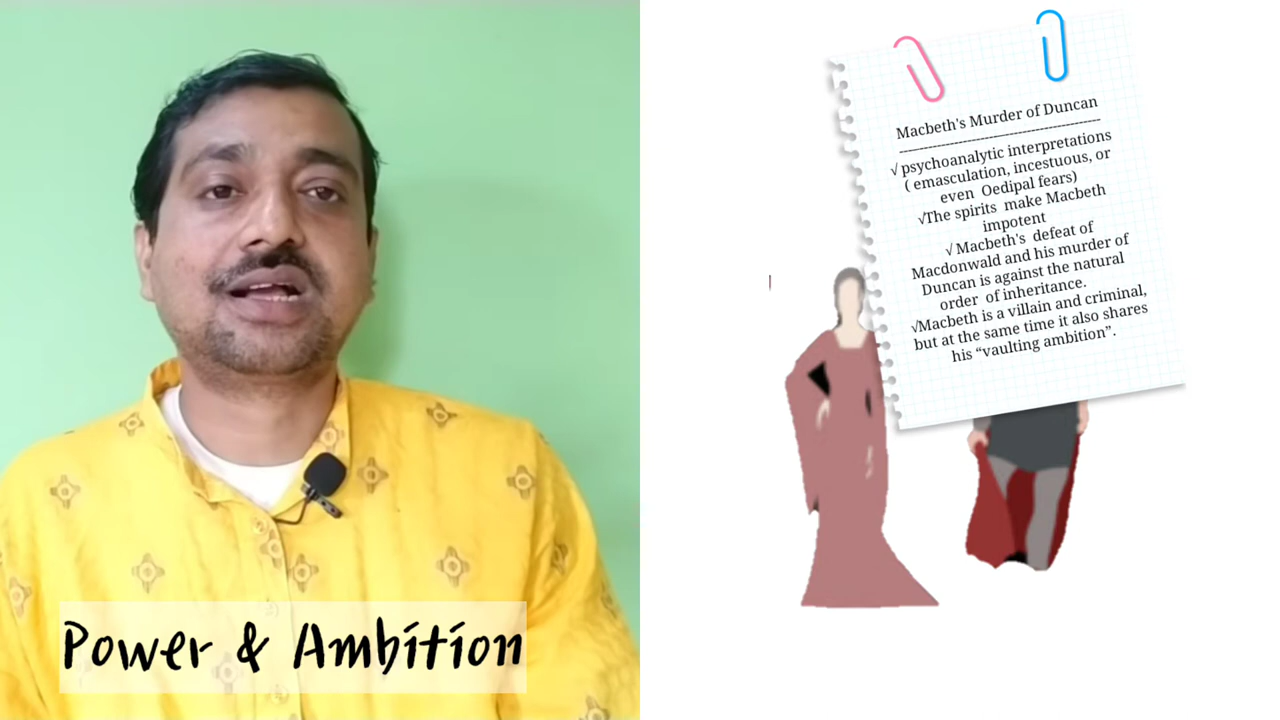 Macbeth's Murder of Duncan
--------------------------------------------
√ psychoanalytic interpretations
( emasculation, incestuous, or
even Oedipal fears)
√The spirits make Macbeth
impotent
√ Macbeth's defeat of
Macdonwald and his murder of
Duncan is against the natural
order of inheritance.
√Macbeth is a villain and criminal,
but at the same time it also shares
his “vaulting ambition”.
Power & Ambition